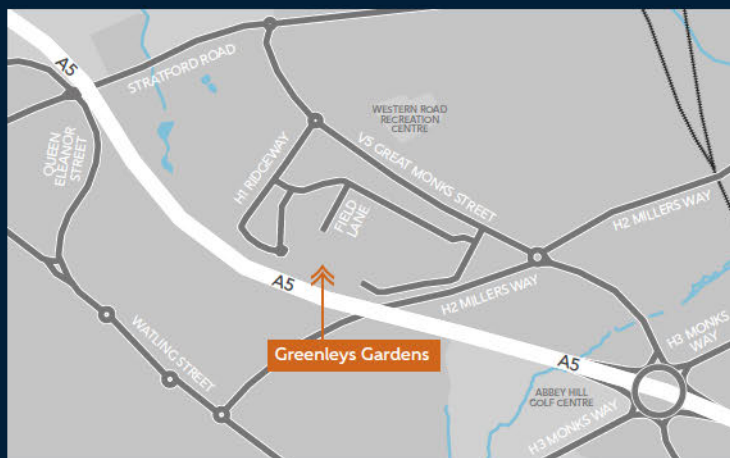 A5
STRATFORD ROAD
QUEEN
ELEANOR
STREET
WESTERN ROAD
RECREATION
CENTRE
H1 RIDGEWAY
V5 GREAT MONKS STREET
FIELD
LANE
H2 MILLERS WAY
A5
H2 MILLERS WAY
WATLING STREET
Greenleys Gardens
A5
H3 MONKS
WAY
ABBEY HILL
GOLF CENTRE
H3 MONKS WAY